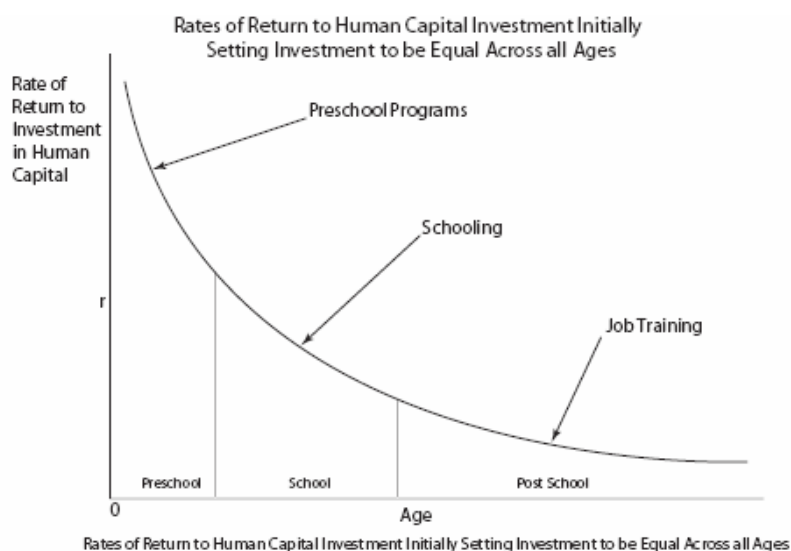 Rates of Return to Human Capital Investment Initially
Setting Investment to be Equal Across all Ages
Rate of
Return to
Investment
in Human
Capital
Preschool Programs
Schooling
r
Job Training
Preschool
School
Post School
0
Age
Rates of Return to Human Capital Investment Initially Setting Investment to be Equal Across all Ages